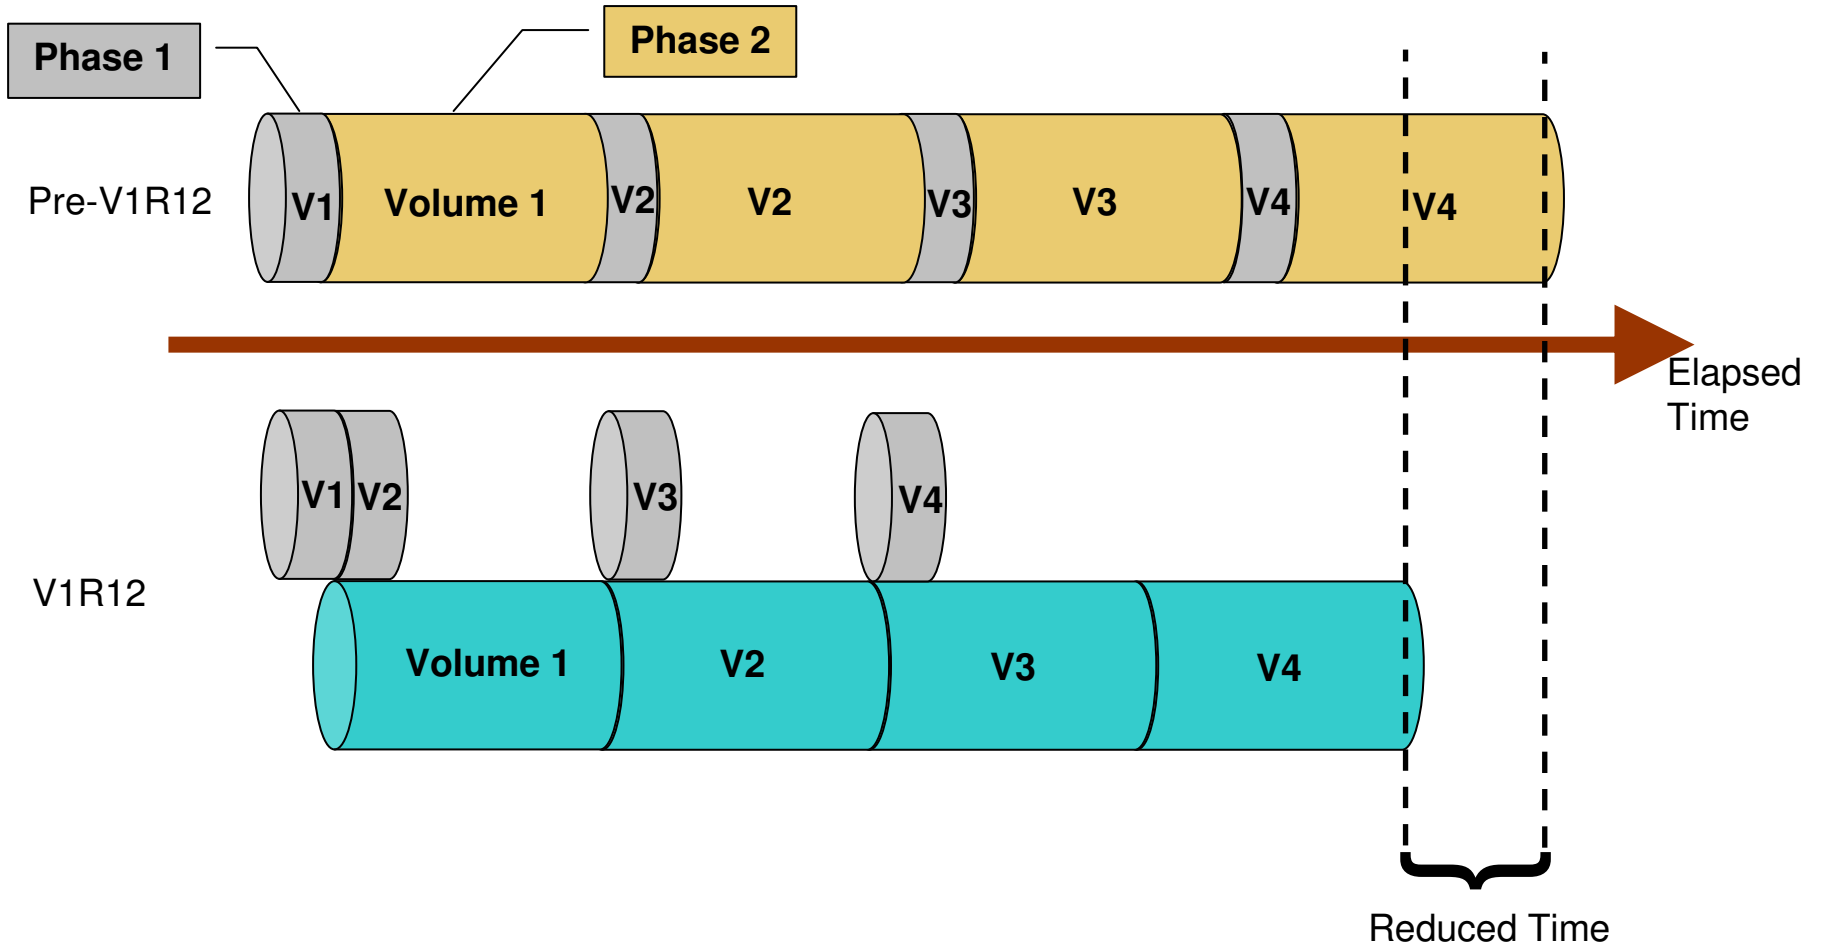 Phase 1
Phase 2
Pre-V1R12
V1
Volume 1
V2
V2
V3
V3
V4
V4
Elapsed
Time
V1
V2
V3
V4
V1R12
Volume 1
V2
V3
V4
Reduced Time